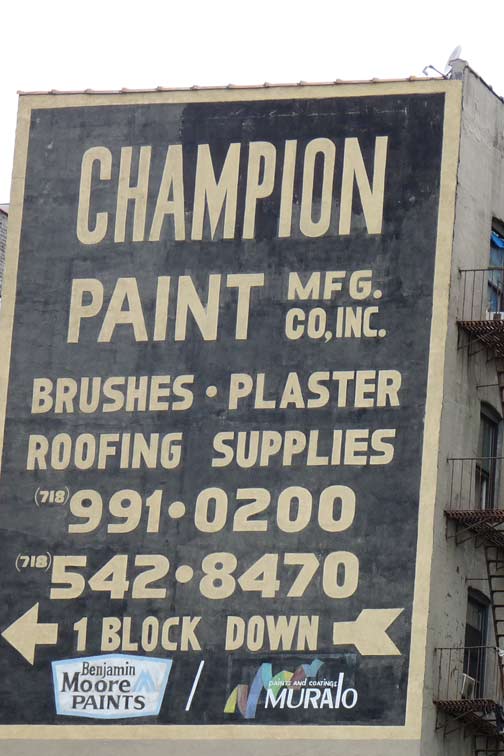 CHAMPION
PAINT MFG.
CO, INC.
BRUSHES • PLASTER
ROOFING SUPPLIES
(718) 991•0200
(718) 542•8470
1 BLOCK DOWN
Benjamin
Moore
PAINTS
/
PAINTS AND COATINGS
MURALO